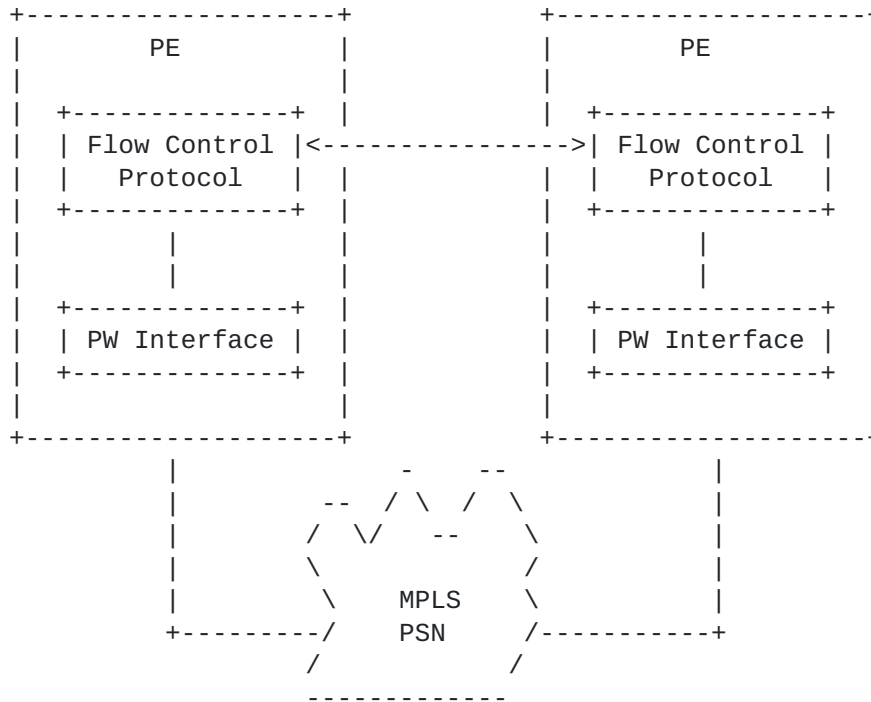 PE PE
Flow Control Flow Control
Protocol Protocol
PW Interface PW Interface
MPLS
PSN